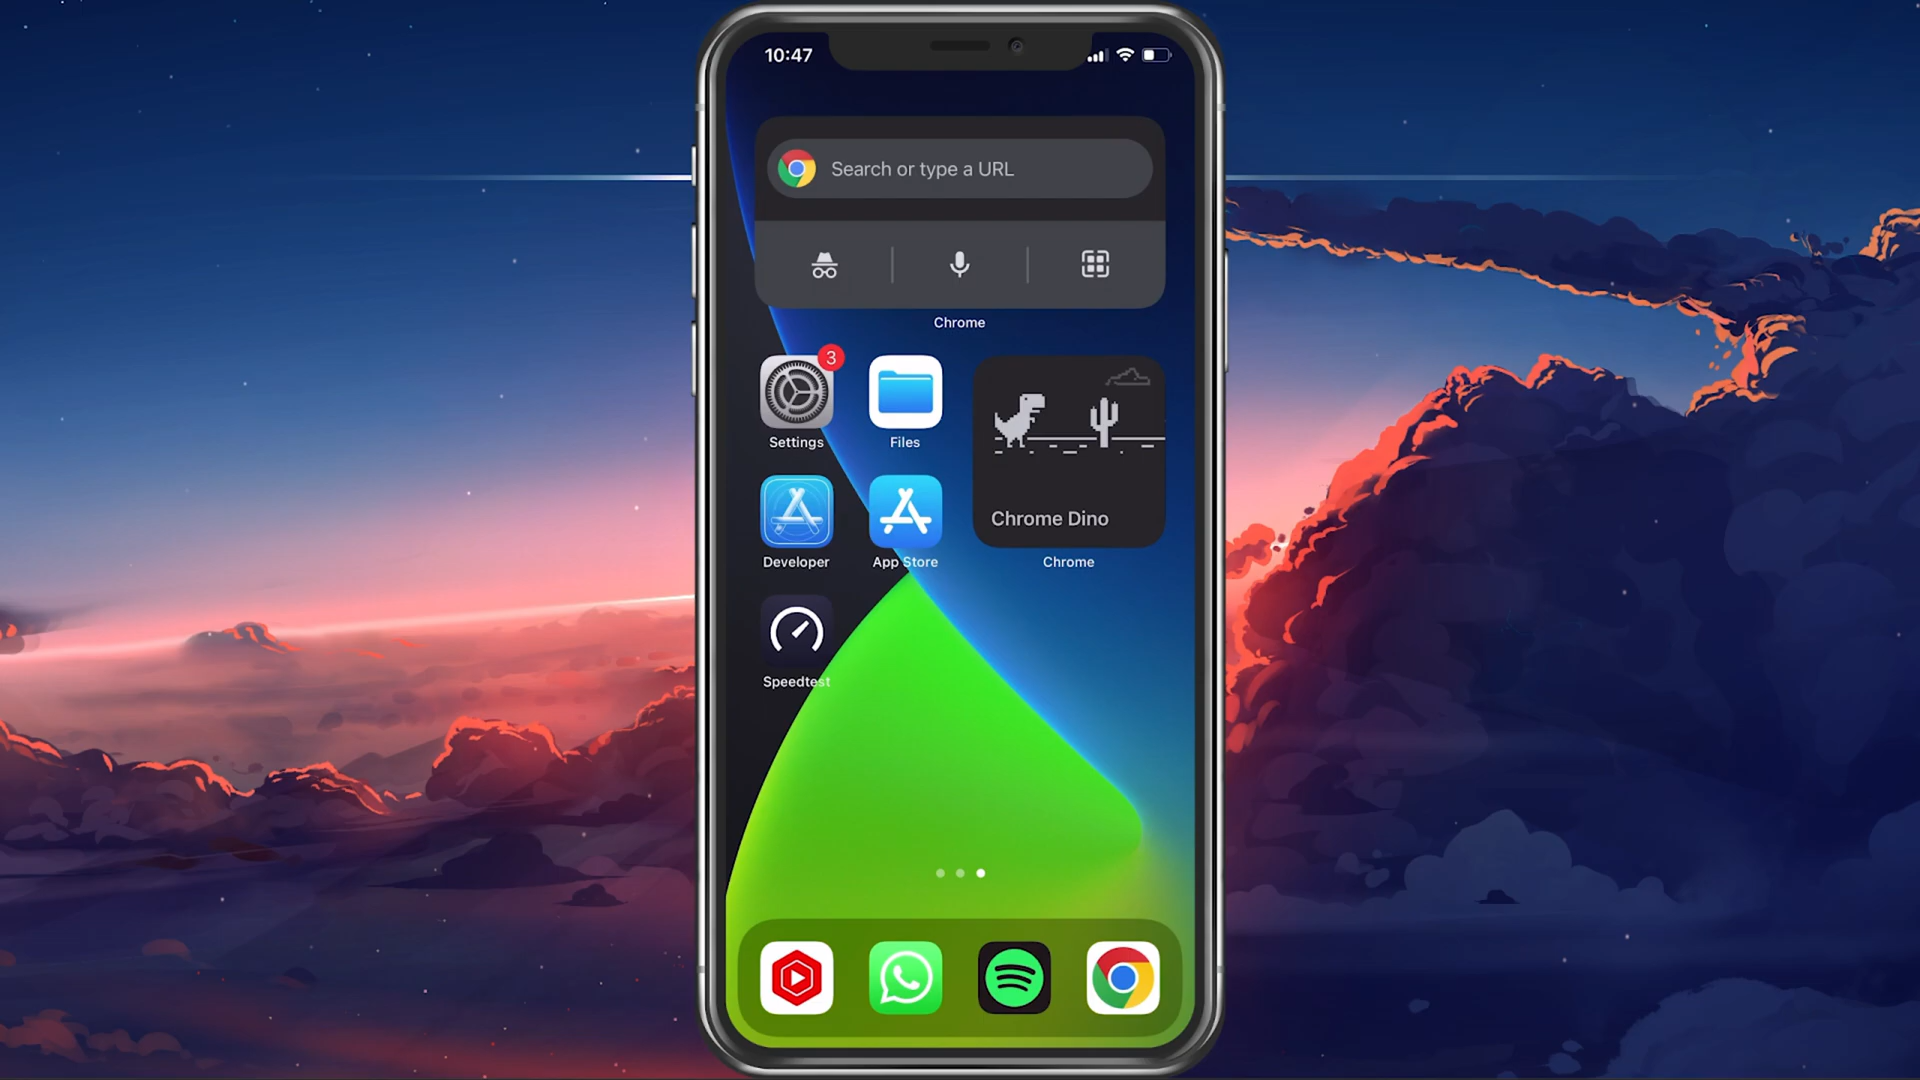 10:47
Search or type a URL
Chrome
3
Settings
Files
Chrome Dino
Developer
App Store
Chrome
Speedtest